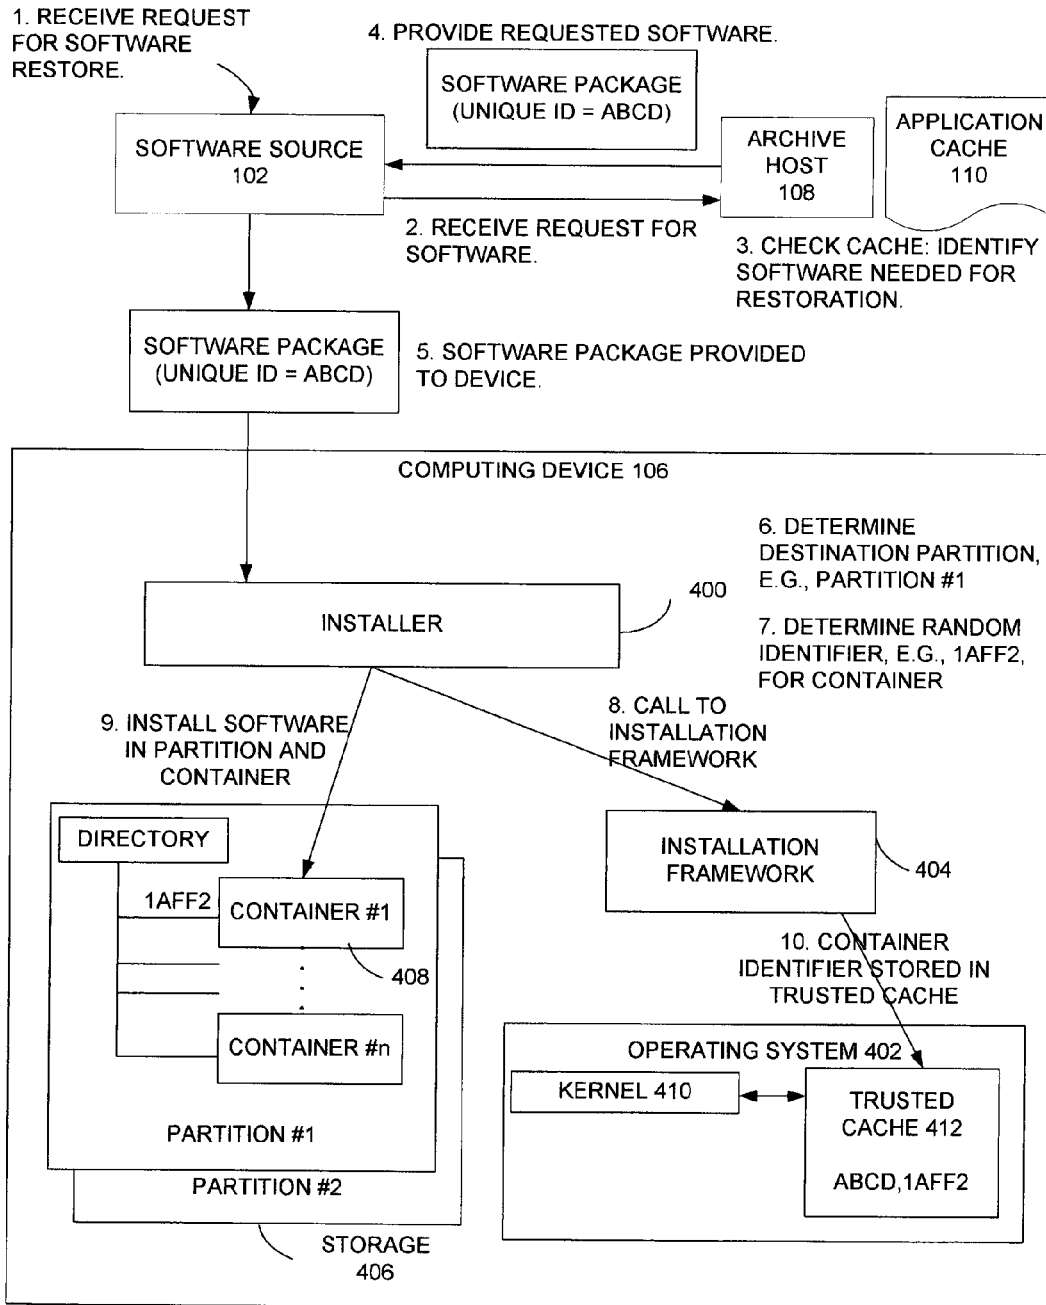 1. RECEIVE REQUEST
FOR SOFTWARE
RESTORE.
4. PROVIDE REQUESTED SOFTWARE.
SOFTWARE PACKAGE
(UNIQUE ID = ABCD)
SOFTWARE SOURCE
102
ARCHIVE
HOST
108
APPLICATION
CACHE
110
2. RECEIVE REQUEST FOR
SOFTWARE.
3. CHECK CACHE: IDENTIFY
SOFTWARE NEEDED FOR
RESTORATION.
SOFTWARE PACKAGE
(UNIQUE ID = ABCD)
5. SOFTWARE PACKAGE PROVIDED
TO DEVICE.
COMPUTING DEVICE 106
6. DETERMINE
DESTINATION PARTITION,
E.G., PARTITION #1
INSTALLER
400
7. DETERMINE RANDOM
IDENTIFIER, E.G., 1AFF2,
FOR CONTAINER
9. INSTALL SOFTWARE
IN PARTITION AND
CONTAINER
8. CALL TO
INSTALLATION
FRAMEWORK
DIRECTORY
1AFF2
CONTAINER #1
408
CONTAINER #n
PARTITION #1
PARTITION #2
STORAGE
406
INSTALLATION
FRAMEWORK
404
10. CONTAINER
IDENTIFIER STORED IN
TRUSTED CACHE
OPERATING SYSTEM 402
KERNEL 410
TRUSTED
CACHE 412
ABCD,1AFF2